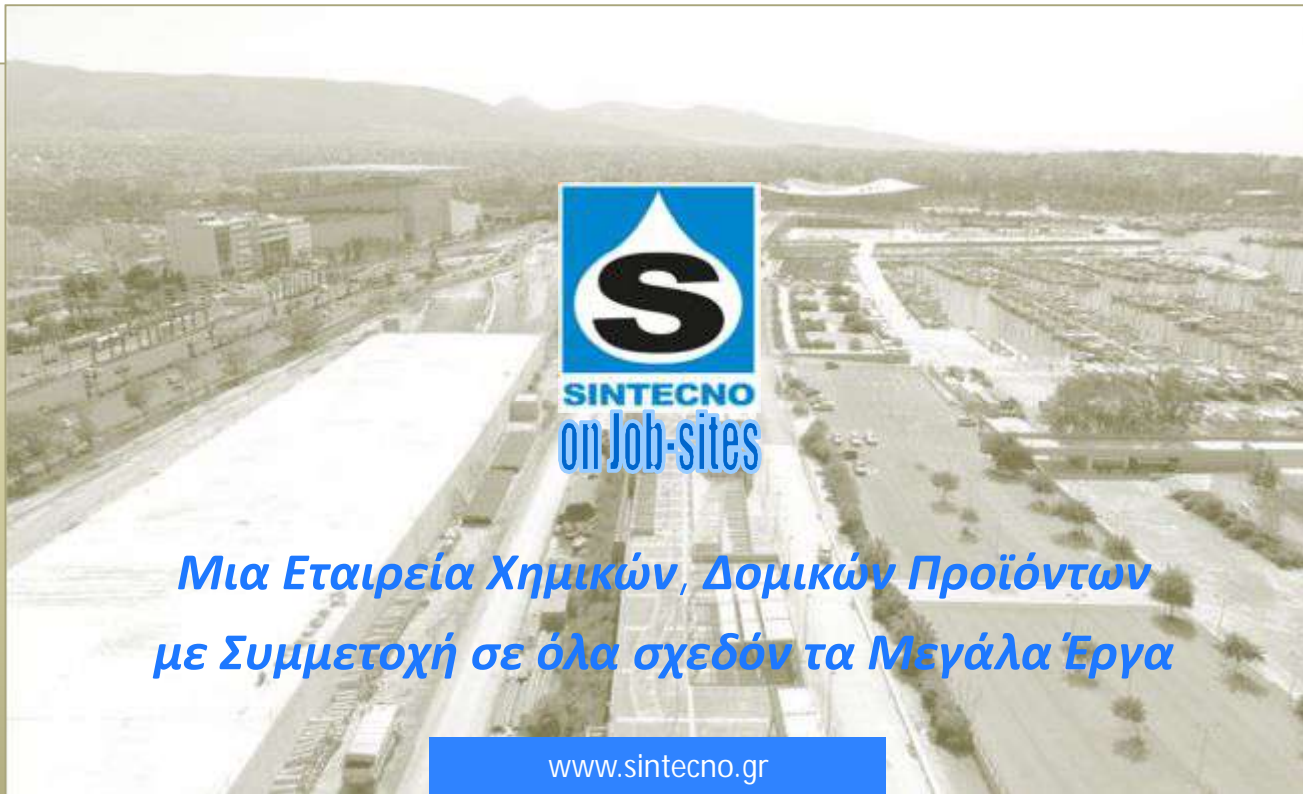 S
SINTECNO
on Job-sites
Μια Εταιρεία Χημικών, Δομικών Προϊόντων
με Συμμετοχή σε όλα σχεδόν τα Μεγάλα Έργα
www.sintecno.gr